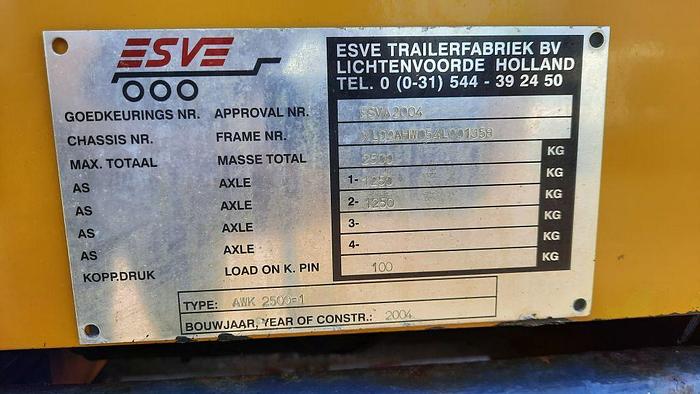 ESVE
ESVE TRAILERFABRIEK BV
LICHTENVOORDE HOLLAND
TEL. 0 (0-31) 544 - 39 24 50
GOEDKEURINGS NR. APPROVAL NR. ESVA2004
CHASSIS NR. FRAME NR.
MAX. TOTAAL MASSE TOTAL 2500 KG
AS AXLE 1- 1250 KG
AS AXLE 2- 1250 KG
AS AXLE 3- KG
AS AXLE 4- KG
KOPP.DRUK LOAD ON K. PIN 100 KG
TYPE: AWK 2500-1
BOUWJAAR, YEAR OF CONSTR.: 2004